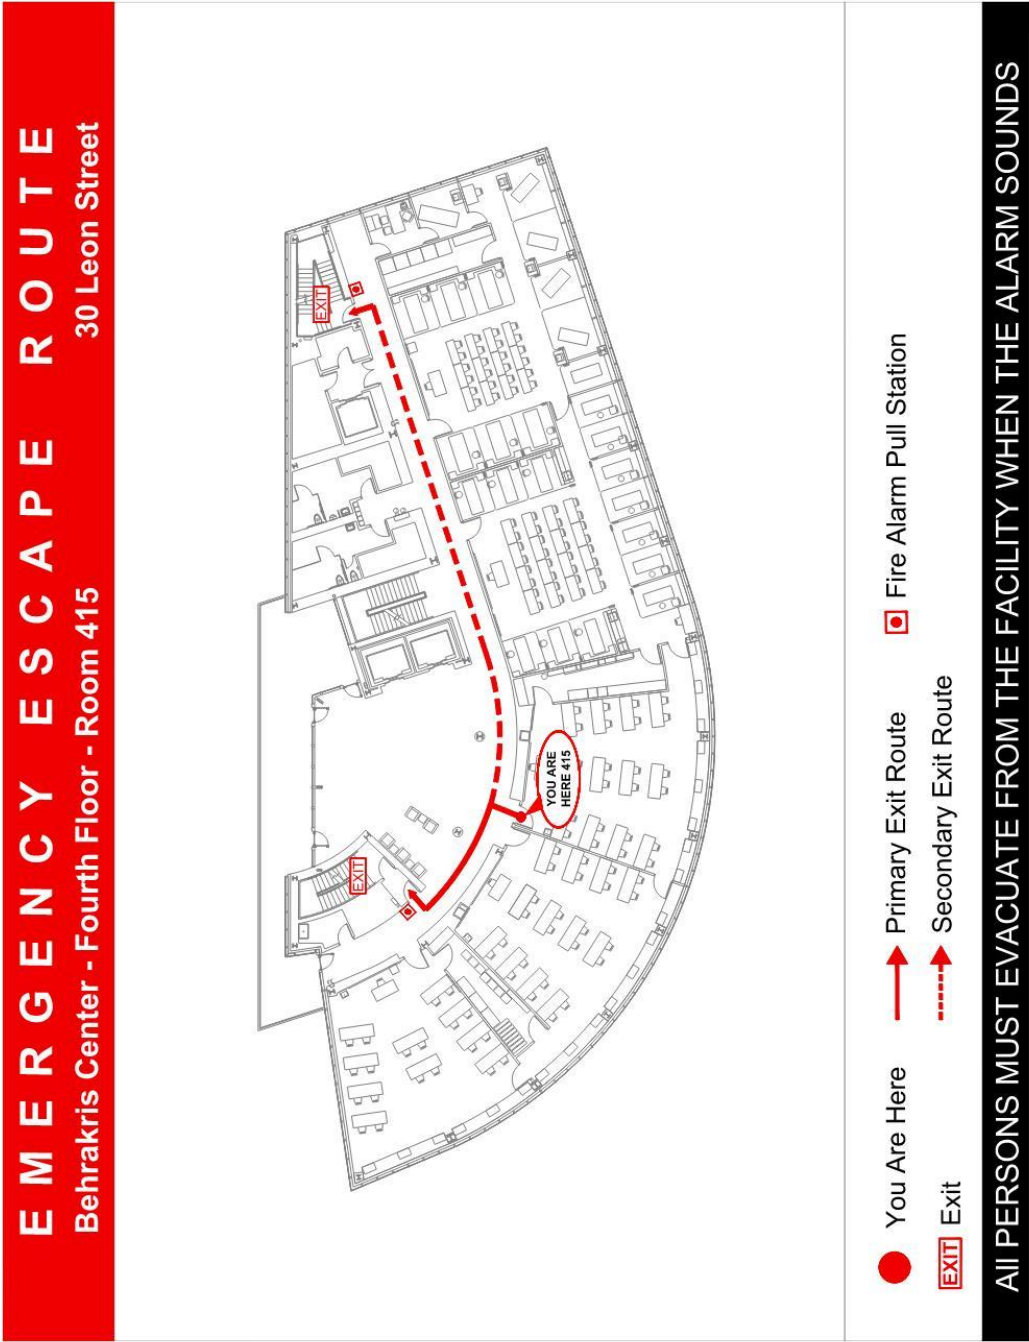 EMERGENCY ESCAPE ROUTE
Behrakris Center - Fourth Floor - Room 415
30 Leon Street
EXIT
EXIT
YOU ARE
HERE 415
You Are Here
Primary Exit Route
Fire Alarm Pull Station
EXIT Exit
Secondary Exit Route
All PERSONS MUST EVACUATE FROM THE FACILITY WHEN THE ALARM SOUNDS